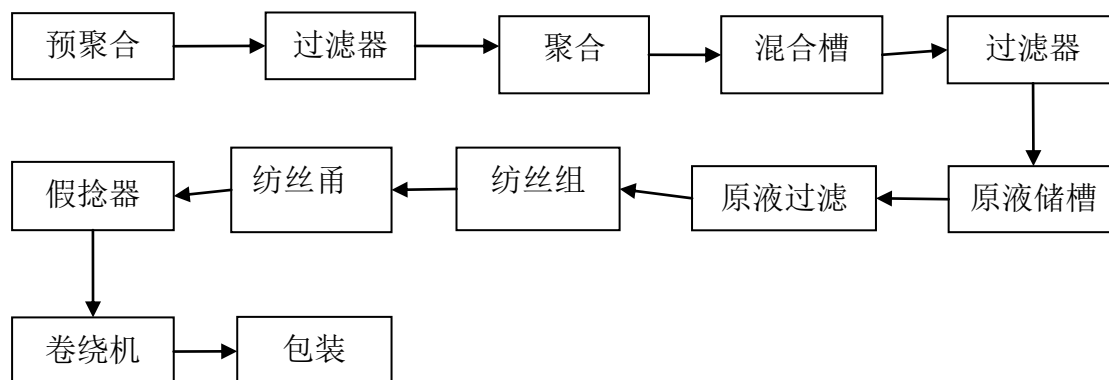 预聚合
过滤器
聚合
混合槽
过滤器
原液储槽
原液过滤
纺丝组
纺丝甬
假捻器
卷绕机
包装